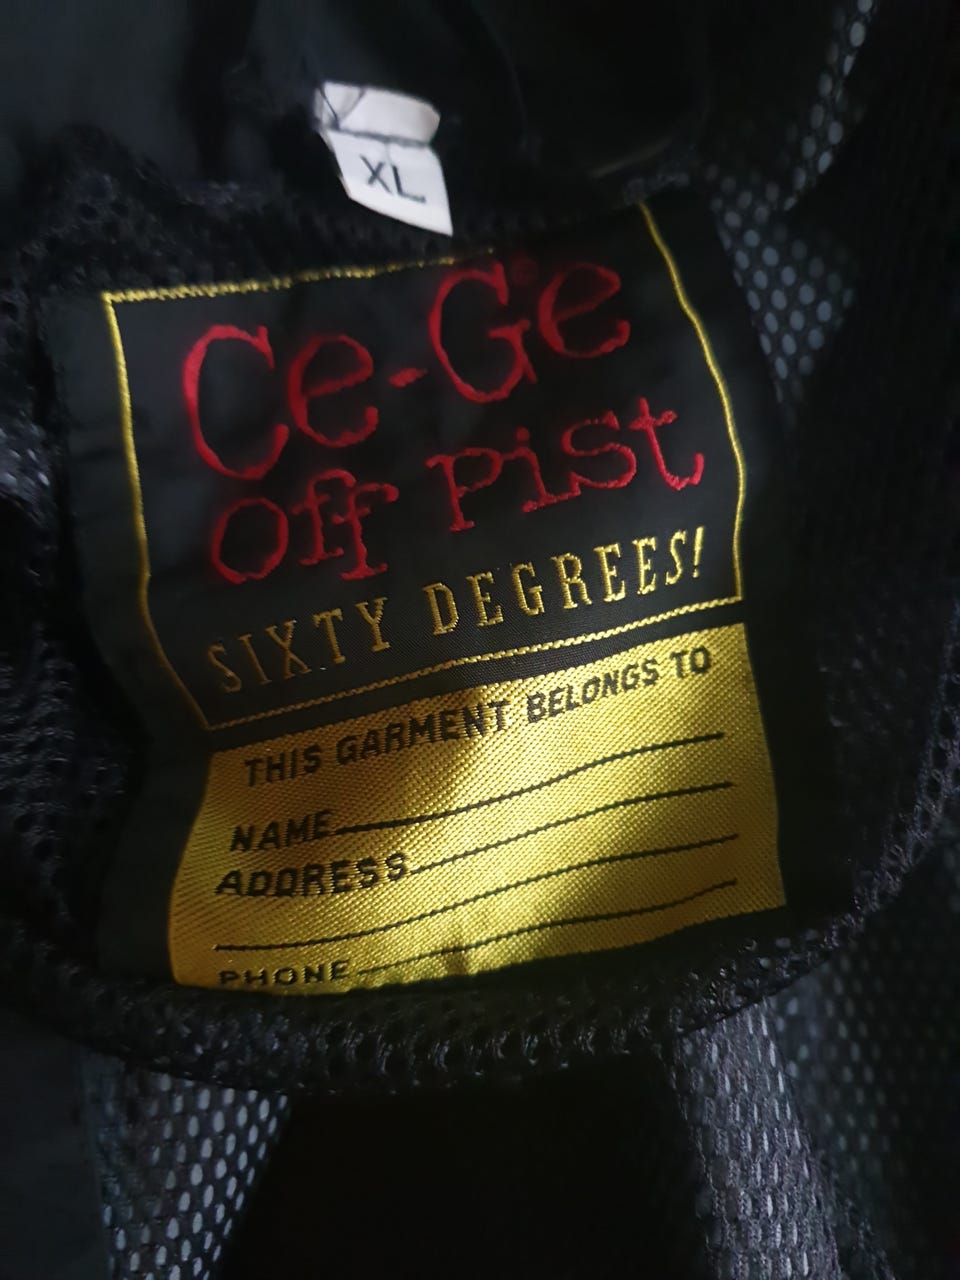 XL
Ce-Ge®
Off Pist
SIXTY DEGREES!
THIS GARMENT BELONGS TO
NAME
ADDRESS
PHONE